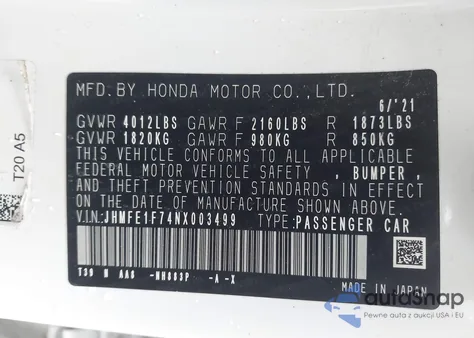 T20 A5
MFD.BY HONDA MOTOR CO.,LTD.
6/'21
GVWR 4012LBS GAWR F 2160LBS R 1873LBS
GVWR 1820KG GAWR F 980KG R 850KG
THIS VEHICLE CONFORMS TO ALL APPLICABLE
FEDERAL MOTOR VEHICLE SAFETY , BUMPER ,
AND THEFT PREVENTION STANDARDS IN EFFECT
ON THE DATE OF MANUFACTURE SHOWN ABOVE.
V.I.N:JHMFE1F74NX003499 TYPE:PASSENGER CAR
T39 N AA6 -NH883P -A -X
MADE IN JAPAN
autosnap
Pewne auta z aukcji USA i EU